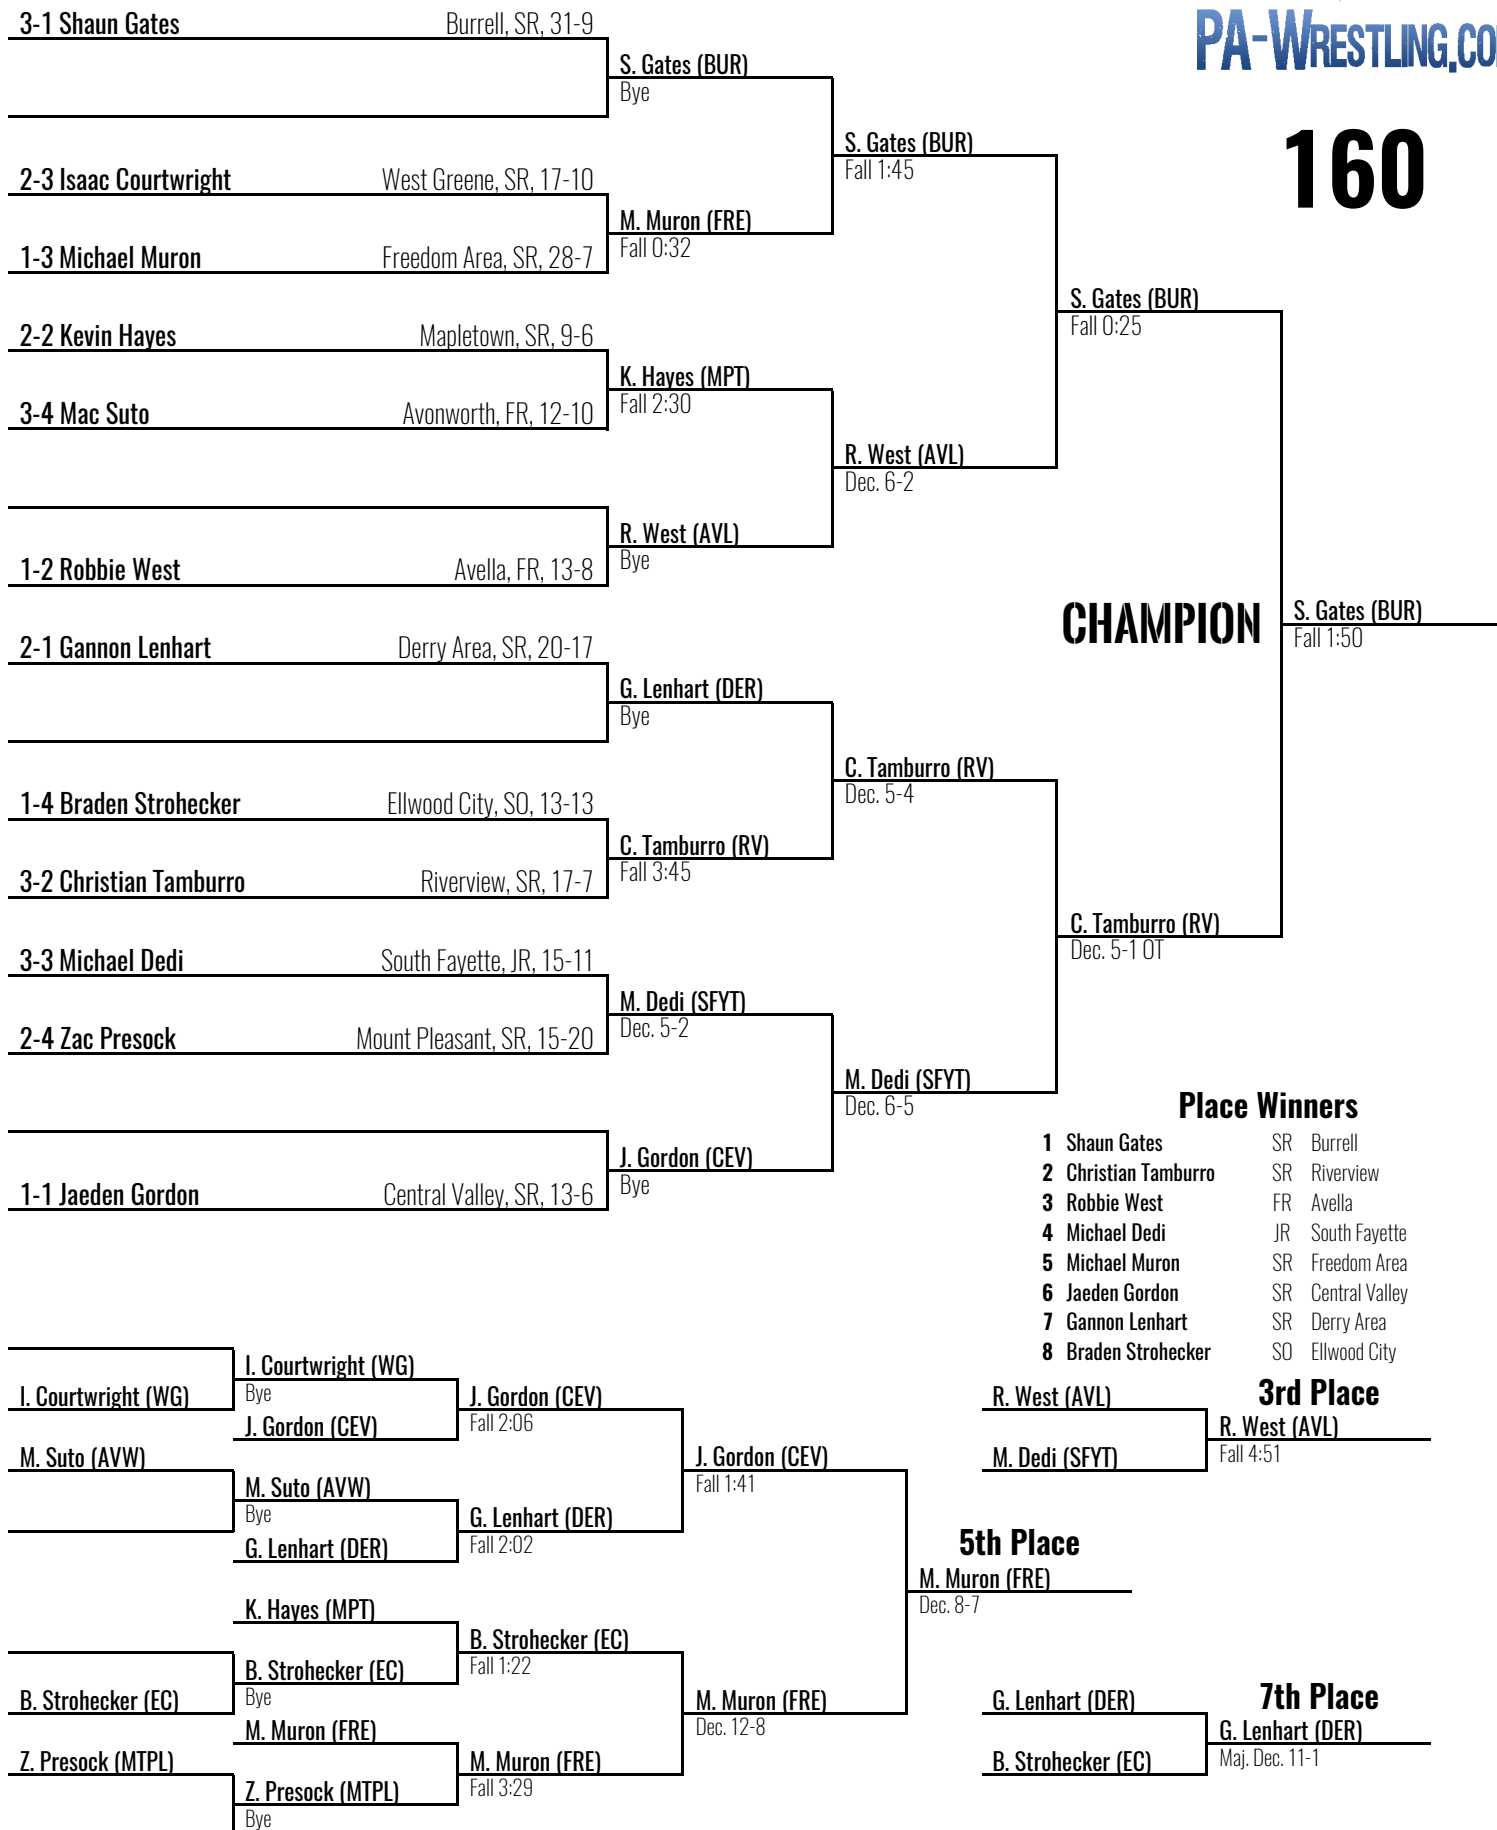 PA-WRESTLING.CO
160
3-1 Shaun Gates Burrell, SR, 31-9
S. Gates (BUR)
Bye
S. Gates (BUR)
Fall 1:45
2-3 Isaac Courtwright West Greene, SR, 17-10
M. Muron (FRE)
Fall 0:32
1-3 Michael Muron Freedom Area, SR, 28-7
S. Gates (BUR)
Fall 0:25
2-2 Kevin Hayes Mapletown, SR, 9-6
K. Hayes (MPT)
Fall 2:30
3-4 Mac Suto Avonworth, FR, 12-10
R. West (AVL)
Dec. 6-2
R. West (AVL)
Bye
1-2 Robbie West Avella, FR, 13-8
CHAMPION
S. Gates (BUR)
Fall 1:50
2-1 Gannon Lenhart Derry Area, SR, 20-17
G. Lenhart (DER)
Bye
C. Tamburro (RV)
Dec. 5-4
1-4 Braden Strohecker Ellwood City, SO, 13-13
C. Tamburro (RV)
Fall 3:45
3-2 Christian Tamburro Riverview, SR, 17-7
C. Tamburro (RV)
Dec. 5-1 OT
3-3 Michael Dedi South Fayette, JR, 15-11
M. Dedi (SFYT)
Dec. 5-2
2-4 Zac Presock Mount Pleasant, SR, 15-20
M. Dedi (SFYT)
Dec. 6-5
J. Gordon (CEV)
Bye
1-1 Jaeden Gordon Central Valley, SR, 13-6
Place Winners
1 Shaun Gates SR Burrell
2 Christian Tamburro SR Riverview
3 Robbie West FR Avella
4 Michael Dedi JR South Fayette
5 Michael Muron SR Freedom Area
6 Jaeden Gordon SR Central Valley
7 Gannon Lenhart SR Derry Area
8 Braden Strohecker SO Ellwood City
I. Courtwright (WG)
I. Courtwright (WG)
Bye
J. Gordon (CEV)
J. Gordon (CEV)
Fall 2:06
M. Suto (AVW)
M. Suto (AVW)
Bye
G. Lenhart (DER)
G. Lenhart (DER)
Fall 2:02
J. Gordon (CEV)
Fall 1:41
K. Hayes (MPT)
B. Strohecker (EC)
B. Strohecker (EC)
Bye
B. Strohecker (EC)
Fall 1:22
M. Muron (FRE)
Z. Presock (MTPL)
Z. Presock (MTPL)
Bye
M. Muron (FRE)
Fall 3:29
M. Muron (FRE)
Dec. 12-8
5th Place
M. Muron (FRE)
Dec. 8-7
3rd Place
R. West (AVL)
M. Dedi (SFYT)
R. West (AVL)
Fall 4:51
7th Place
G. Lenhart (DER)
B. Strohecker (EC)
G. Lenhart (DER)
Maj. Dec. 11-1